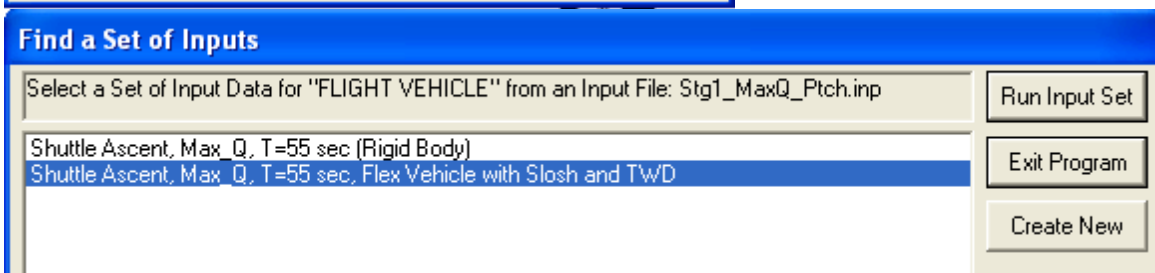 Find a Set of Inputs
Select a Set of Input Data for "FLIGHT VEHICLE" from an Input File: Stg1_MaxQ_Ptch.inp
Run Input Set
Shuttle Ascent, Max_Q, T=55 sec (Rigid Body)
Shuttle Ascent, Max_Q, T=55 sec, Flex Vehicle with Slosh and TWD
Exit Program
Create New